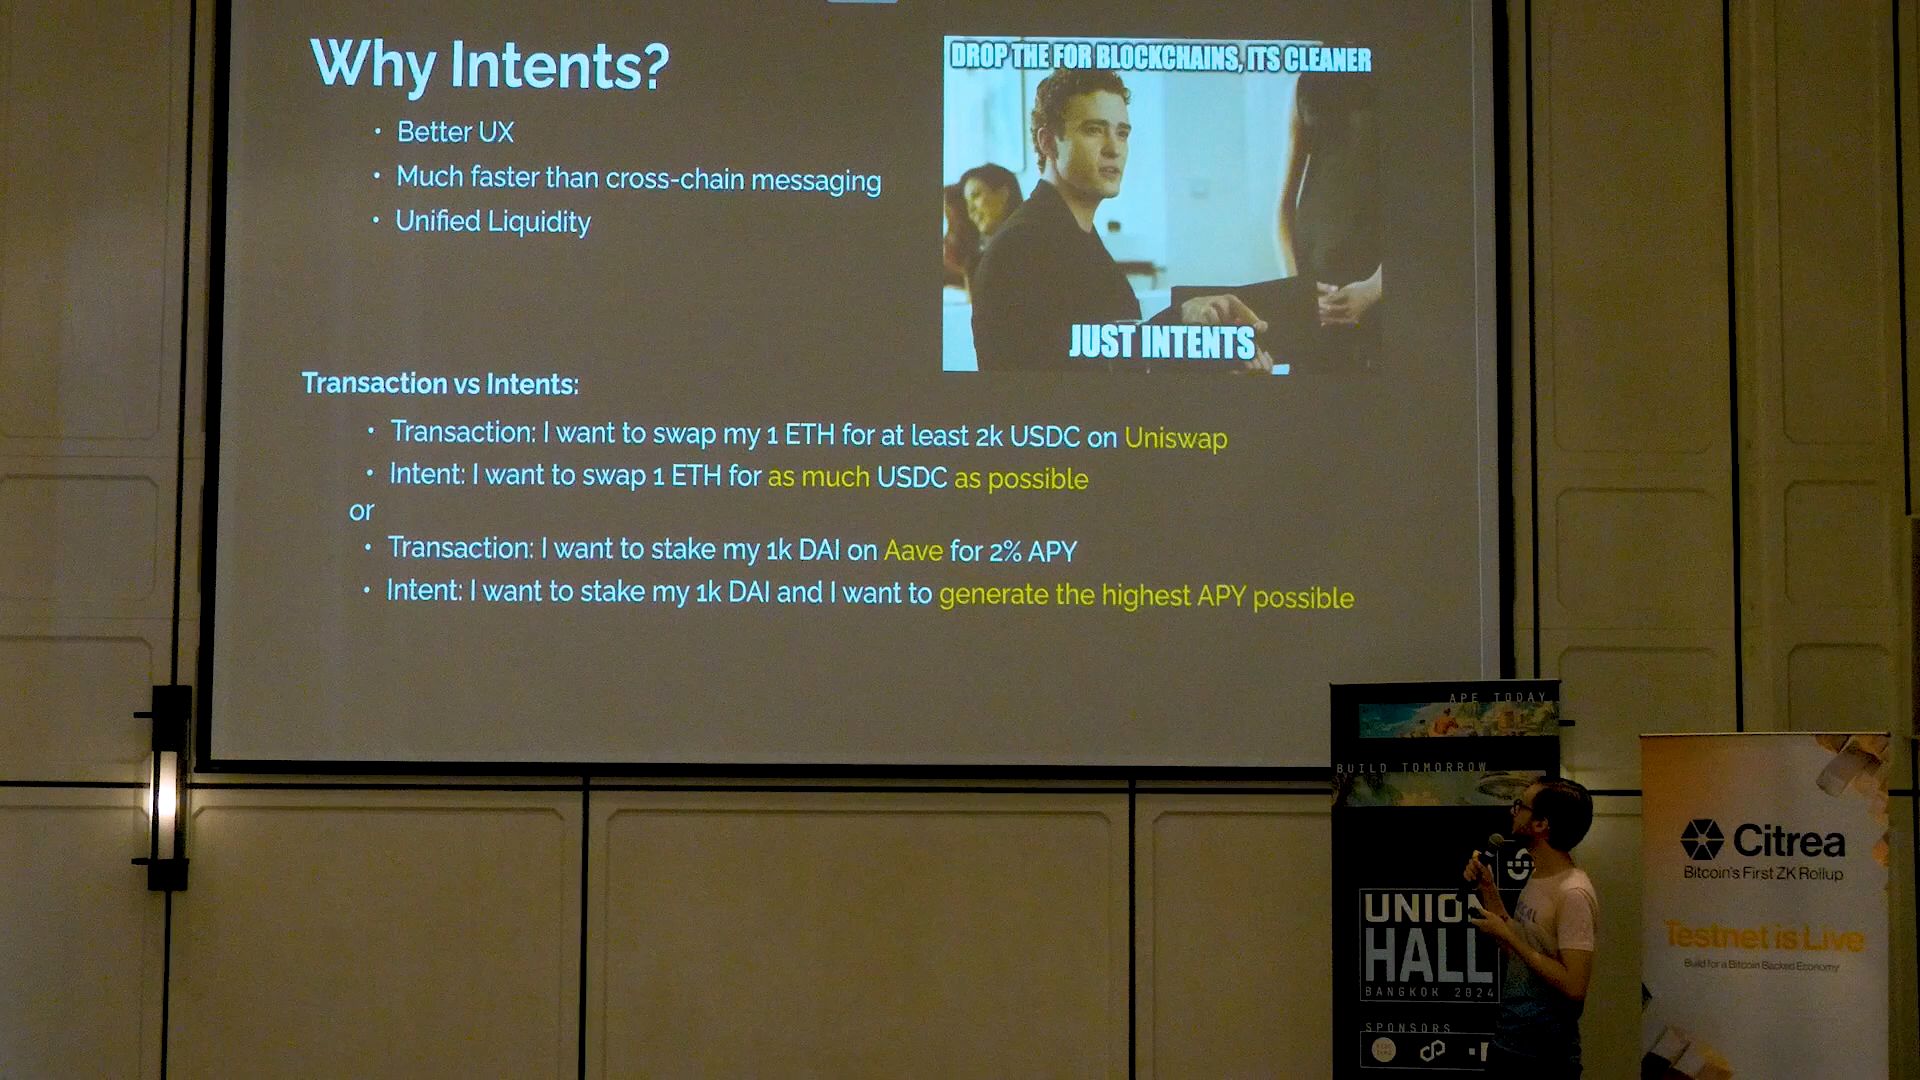 Why Intents?
• Better UX
• Much faster than cross-chain messaging
• Unified Liquidity
DROP THE FOR BLOCKCHAINS, ITS CLEANER
JUST INTENTS
Transaction vs Intents:
• Transaction: I want to swap my 1 ETH for at least 2k USDC on Uniswap
• Intent: I want to swap 1 ETH for as much USDC as possible
or
• Transaction: I want to stake my 1k DAI on Aave for 2% APY
• Intent: I want to stake my 1k DAI and I want to generate the highest APY possible
APE TODAY
BUILD TOMORROW
UNION
HALL
BANGKOK 2024
SPONSORS
Citrea
Bitcoin's First ZK Rollup
Testnet is Live
Build for a Bitcoin Backed Economy